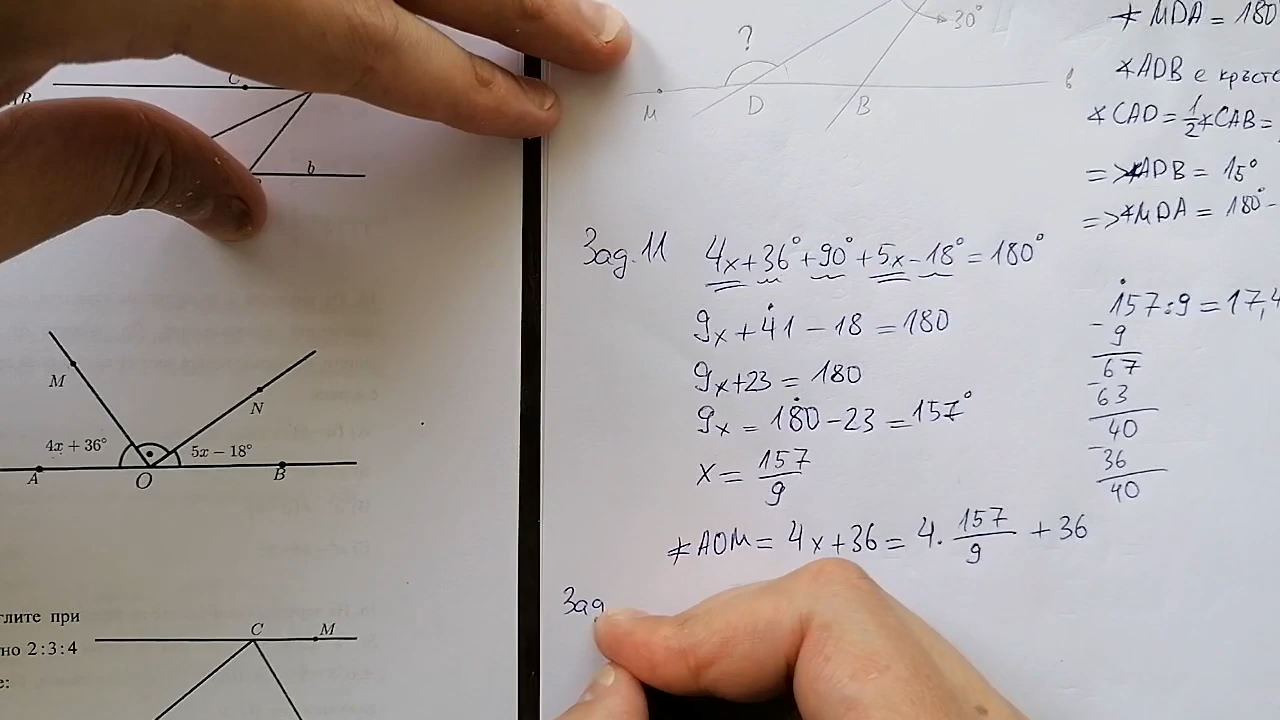 C
b
M
N
4x + 36°
5x − 18°
A
O
B
глите при
но 2:3:4
е:
C
M
30°
?
M
D
B
b
∢MDA = 180
∢ADB е кръсто
∢CAD = 1/2 ∢CAB =
=> ∢ADB = 15°
=> ∢MDA = 180° -
Зад. 11
4x + 36° + 90° + 5x - 18° = 180°
9x + 41 - 18 = 180
9x + 23 = 180
9x = 180 - 23 = 157°
x = 157/9
∢AOM = 4x + 36 = 4. 157/9 + 36
157:9 = 17,4
- 9
67
- 63
40
- 36
40
Зад